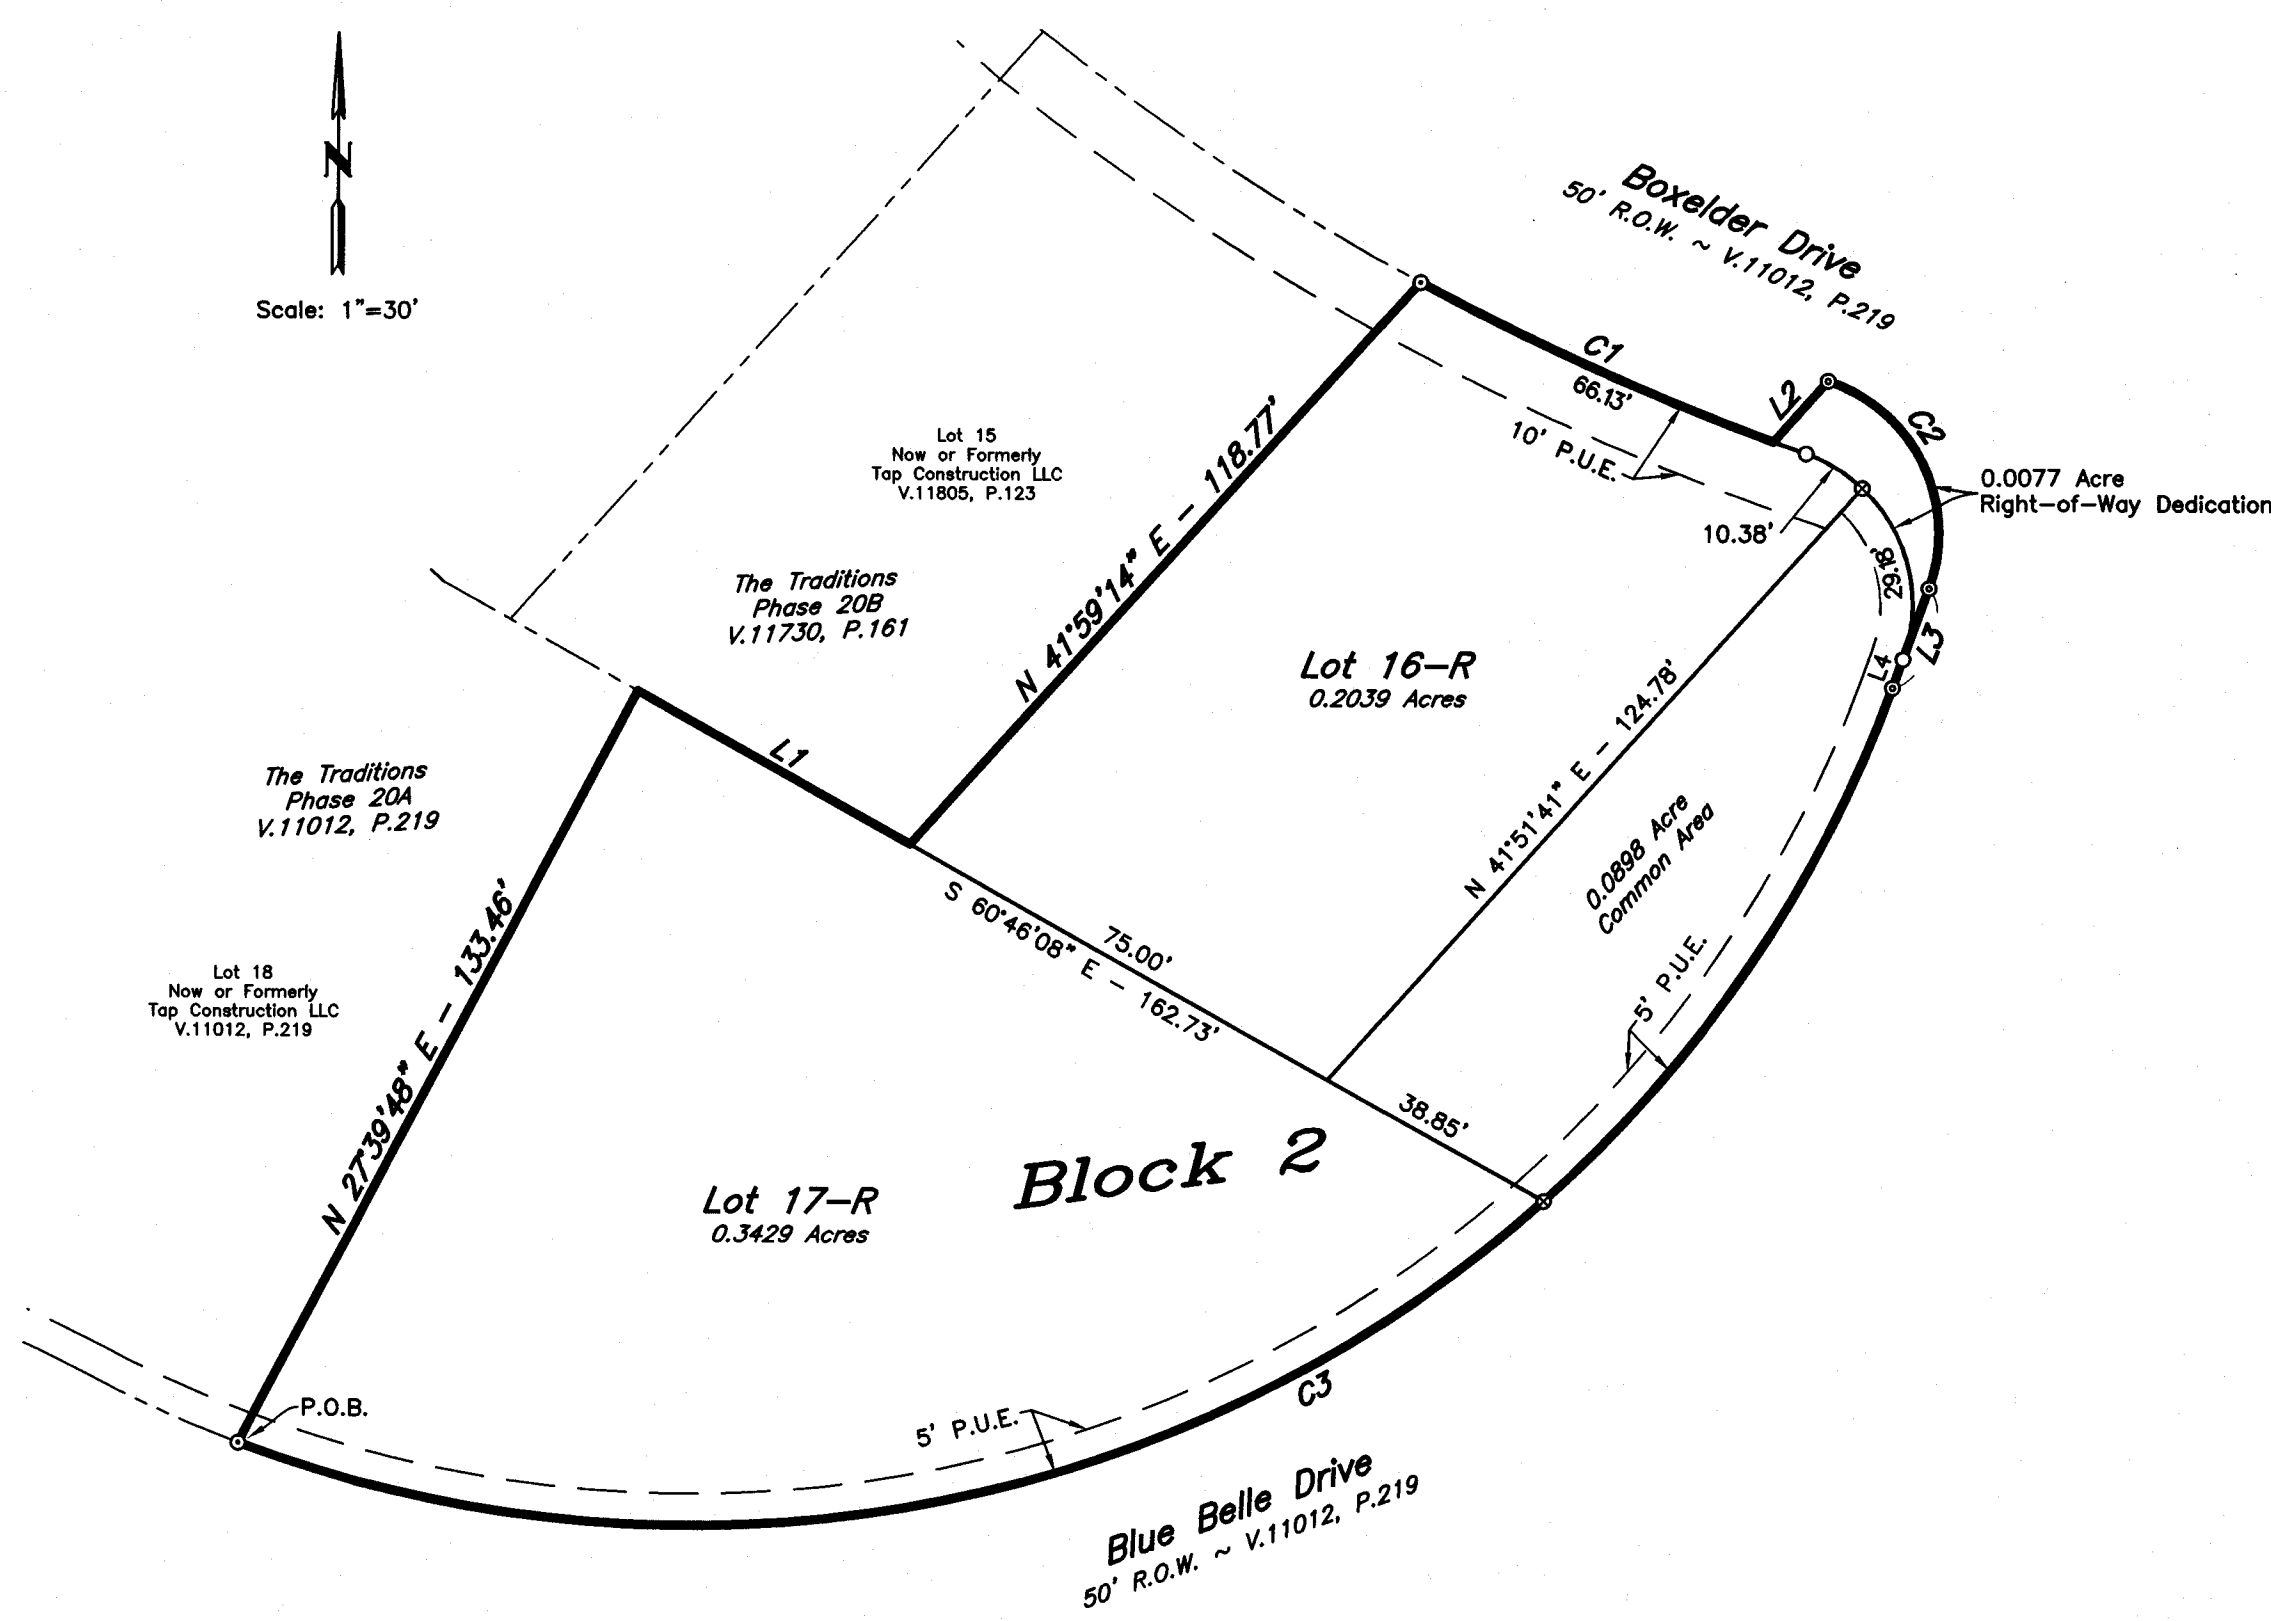 N
Scale: 1"=30'
Boxelder Drive
50' R.O.W. ~ V.11012, P.219
C1
66.13'
10' P.U.E.
L2
C2
0.0077 Acre
Right-of-Way Dedication
10.38'
29.18'
L3
L4
Lot 15
Now or Formerly
Tap Construction LLC
V.11805, P.123
N 41°59'14" E - 118.77'
The Traditions
Phase 20B
V.11730, P.161
Lot 16-R
0.2039 Acres
N 41°51'41" E - 124.78'
L1
The Traditions
Phase 20A
V.11012, P.219
0.0898 Acre
Common Area
S 60°46'08" E - 162.73'
75.00'
5' P.U.E.
Lot 18
Now or Formerly
Tap Construction LLC
V.11012, P.219
N 27°39'48" E - 133.46'
38.85'
Block 2
Lot 17-R
0.3429 Acres
P.O.B.
5' P.U.E.
C3
Blue Belle Drive
50' R.O.W. ~ V.11012, P.219